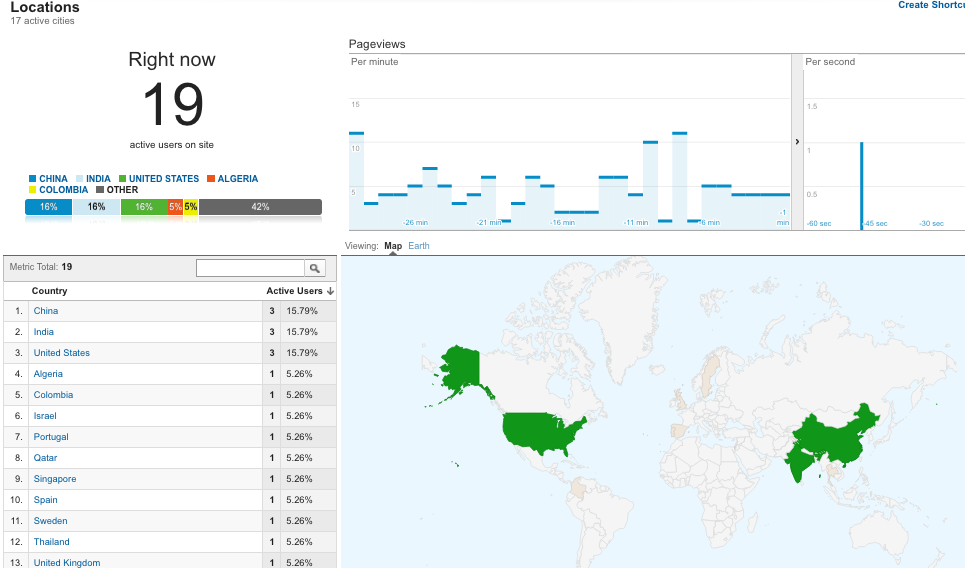 Locations
Create Shortcu
17 active cities
Right now
19
active users on site
CHINA INDIA UNITED STATES ALGERIA
COLOMBIA OTHER
16% 16% 16% 5% 5% 42%
Pageviews
Per minute
15
10
5
-26 min -21 min -16 min -11 min -6 min -1 min
Per second
1.5
1
0.5
-60 sec -45 sec -30 sec
Viewing: Map Earth
Metric Total: 19
Country Active Users
1. China 3 15.79%
2. India 3 15.79%
3. United States 3 15.79%
4. Algeria 1 5.26%
5. Colombia 1 5.26%
6. Israel 1 5.26%
7. Portugal 1 5.26%
8. Qatar 1 5.26%
9. Singapore 1 5.26%
10. Spain 1 5.26%
11. Sweden 1 5.26%
12. Thailand 1 5.26%
13. United Kingdom 1 5.26%